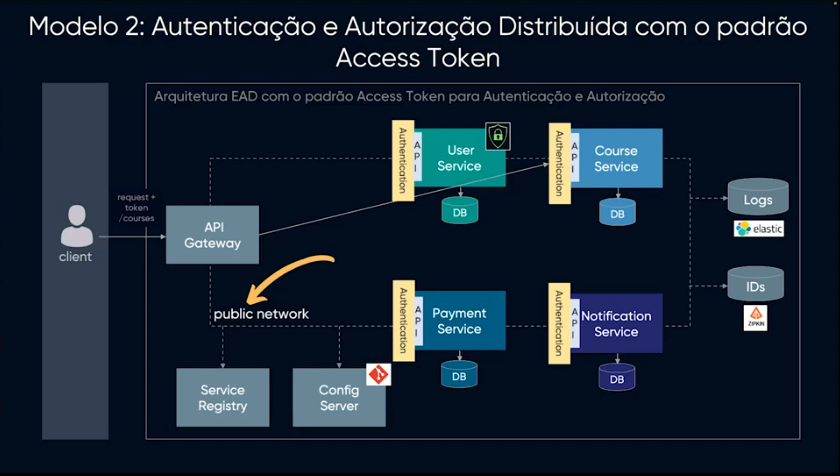 Modelo 2: Autenticação e Autorização Distribuída com o padrão
Access Token
Arquitetura EAD com o padrão Access Token para Autenticação e Autorização
Authentication
API
User
Service
DB
Authentication
API
Course
Service
DB
request +
token
/courses
client
API
Gateway
Logs
elastic
public network
Authentication
API
Payment
Service
DB
Authentication
API
Notification
Service
DB
IDs
ZIPKIN
Service
Registry
Config
Server